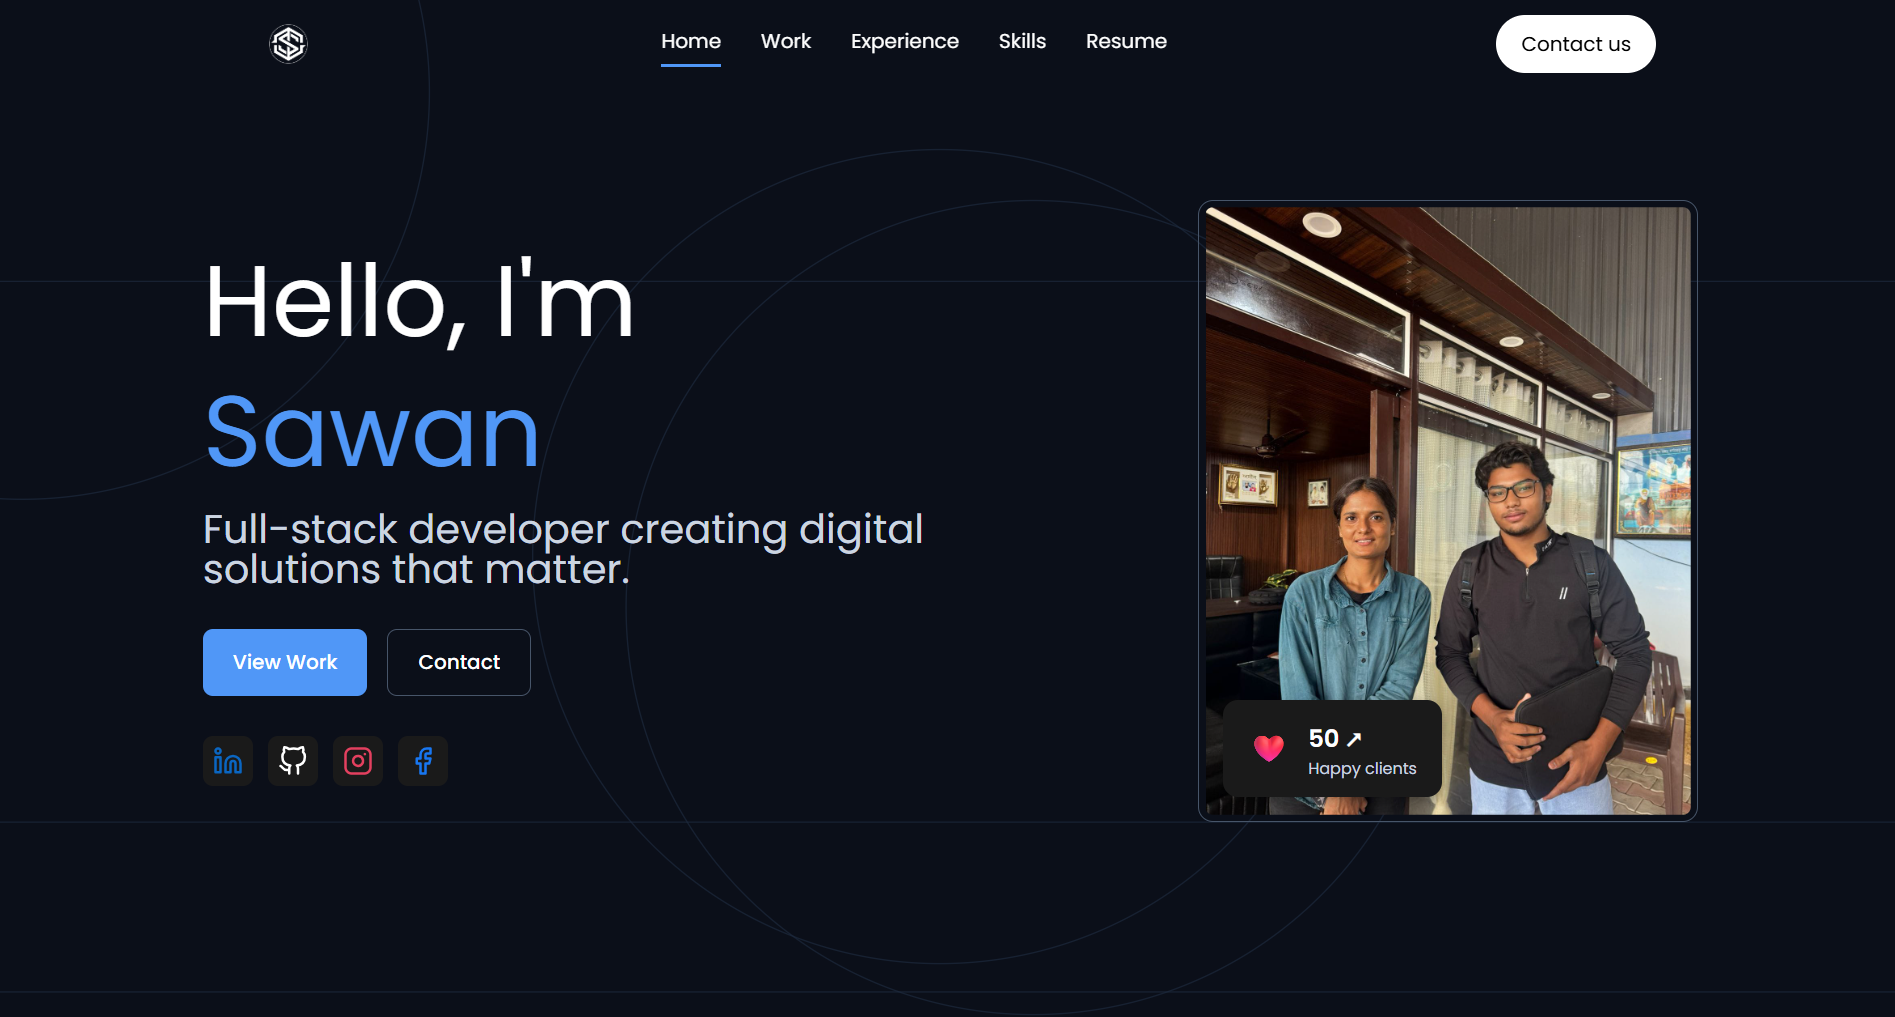 Home Work Experience Skills Resume
Contact us
Hello, I'm
Sawan
Full-stack developer creating digital
solutions that matter.
View Work Contact
50 ↗
Happy clients